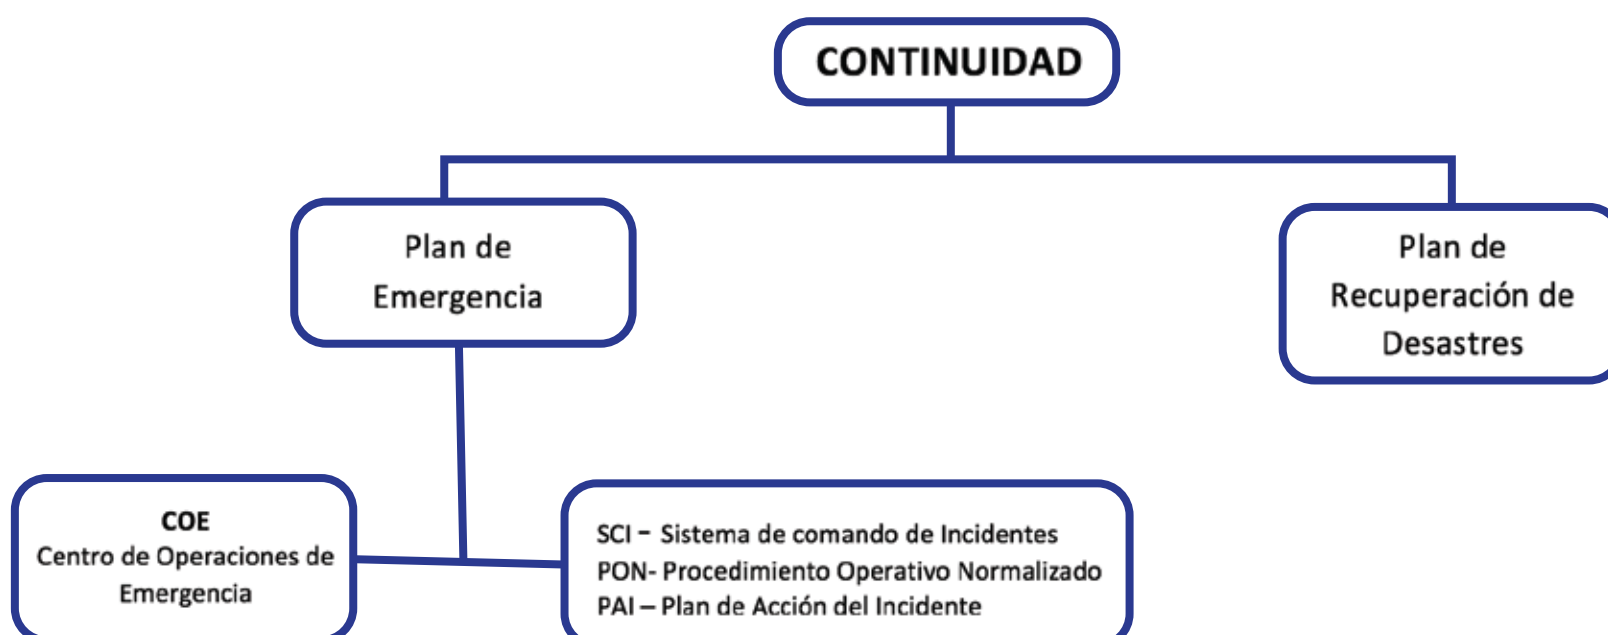 CONTINUIDAD
Plan de
Emergencia
Plan de
Recuperación de
Desastres
COE
Centro de Operaciones de
Emergencia
SCI – Sistema de comando de Incidentes
PON- Procedimiento Operativo Normalizado
PAI – Plan de Acción del Incidente